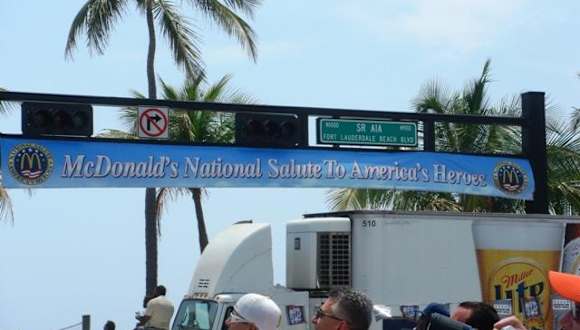 SR A1A
FORT LAUDERDALE BEACH BLVD
McDonald's National Salute To America's Heroes
510
Miller
Lite